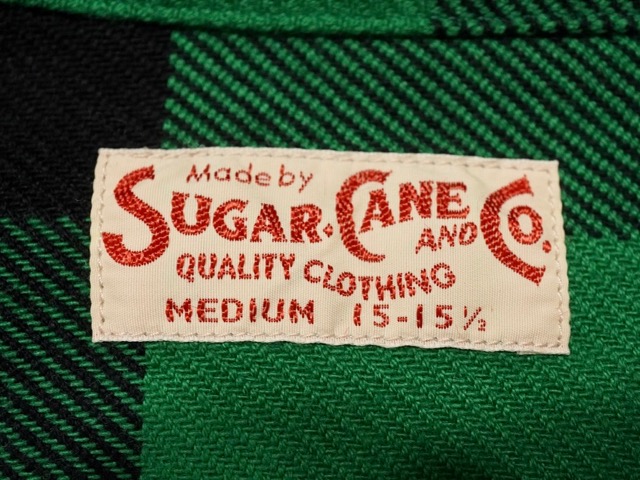 Made by
SUGAR·CANE AND CO.
QUALITY CLOTHING
MEDIUM 15-15½